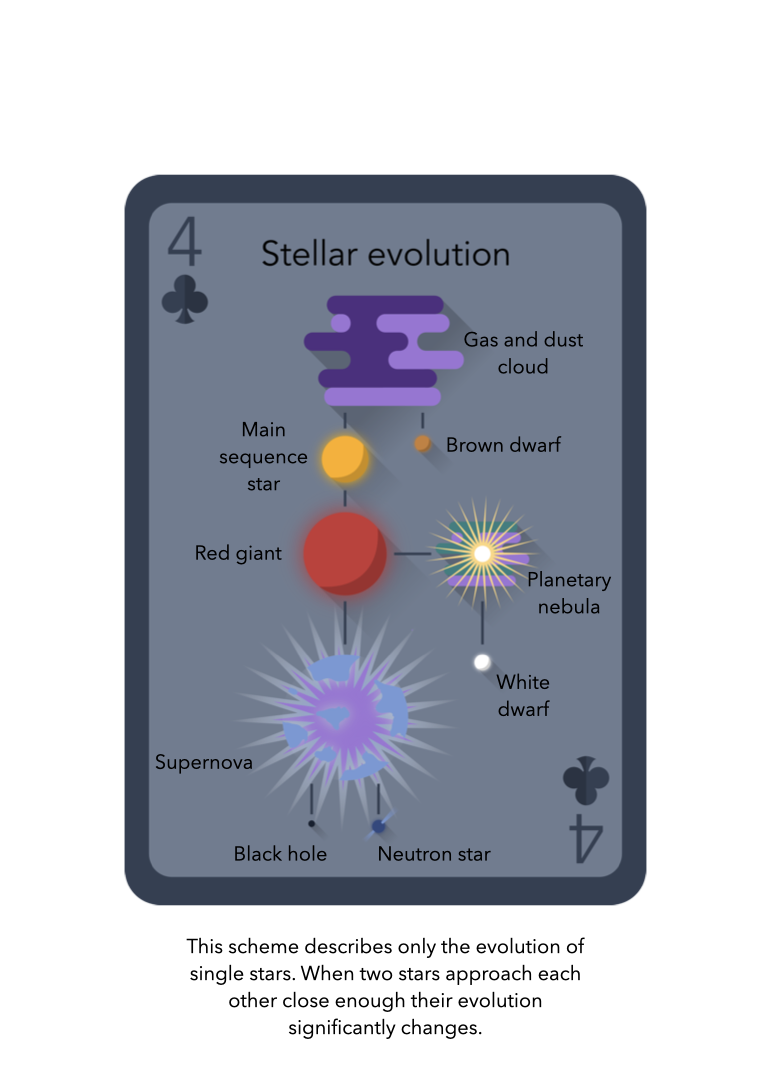 4
Stellar evolution
Gas and dust
cloud
Main
sequence
star
Brown dwarf
Red giant
Planetary
nebula
White
dwarf
Supernova
Black hole
Neutron star
4
This scheme describes only the evolution of
single stars. When two stars approach each
other close enough their evolution
significantly changes.